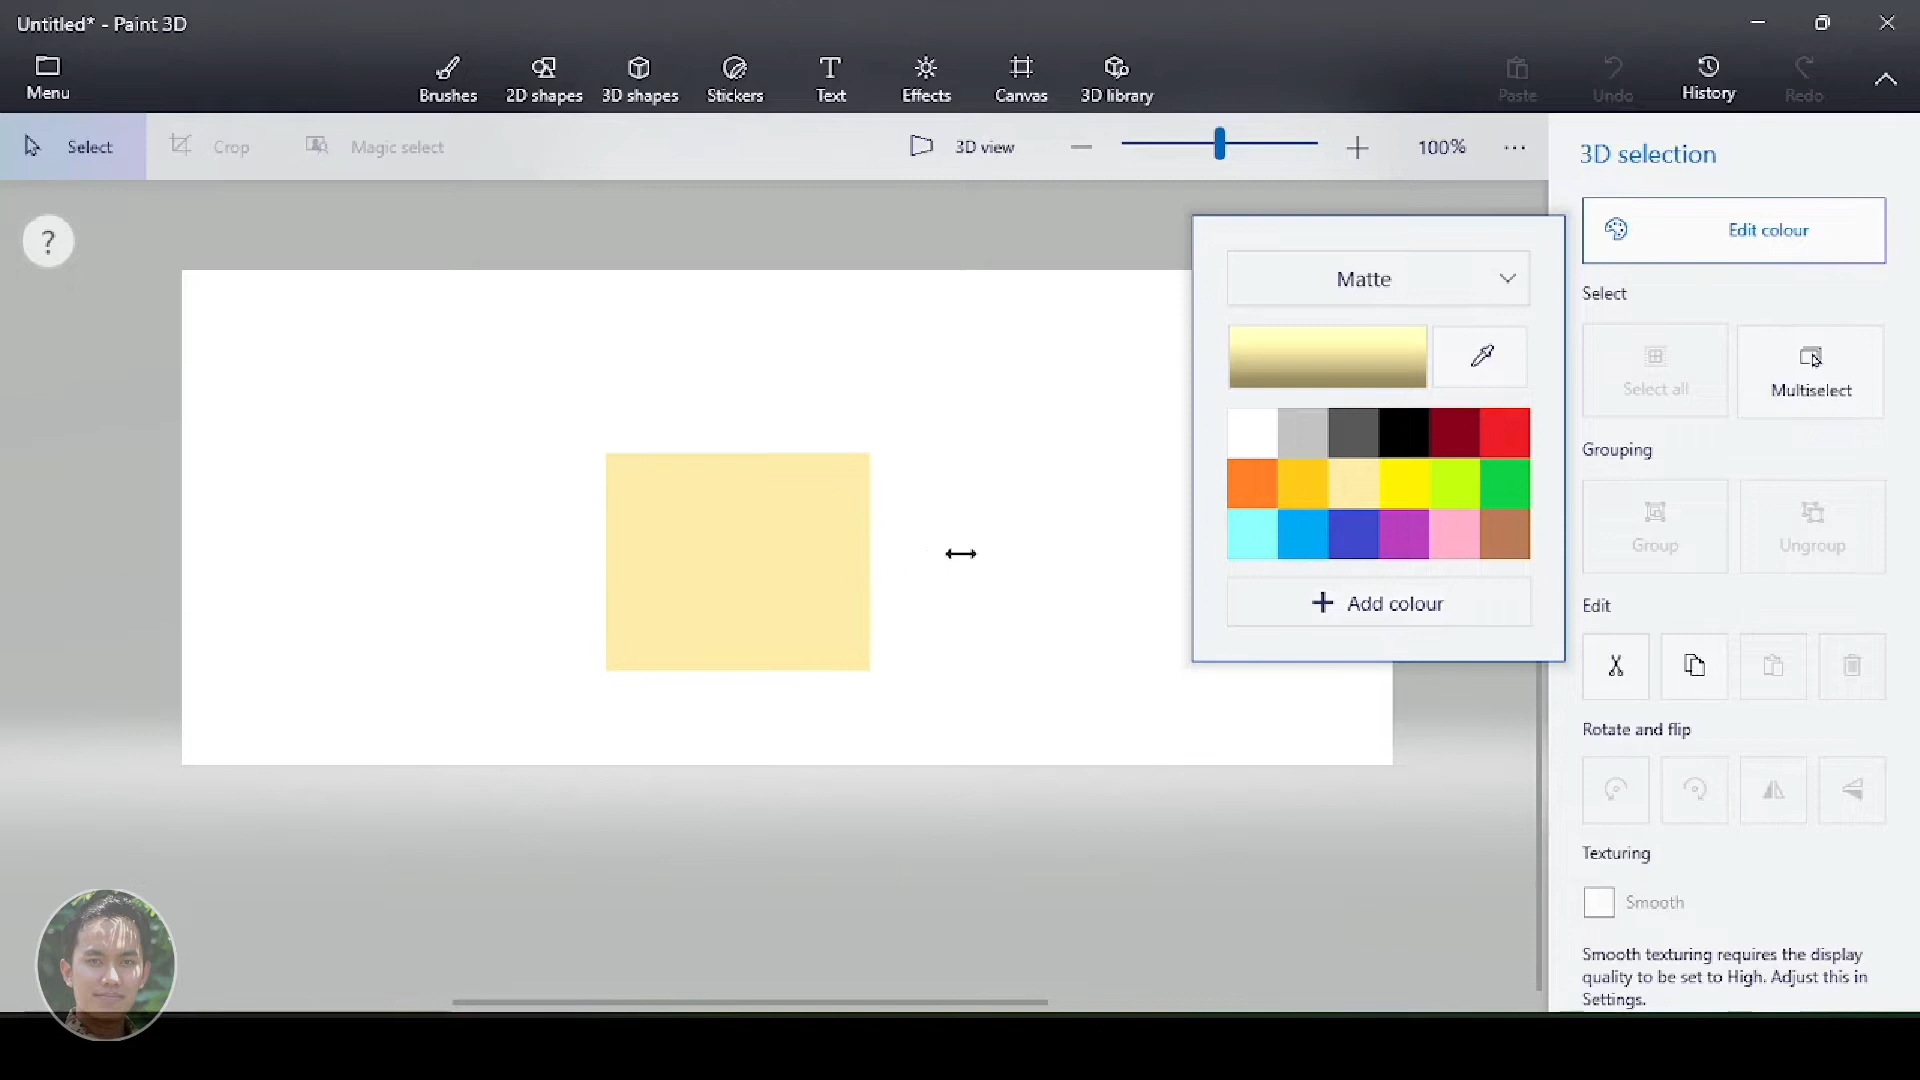 Untitled* - Paint 3D
Menu
Brushes
2D shapes
3D shapes
Stickers
Text
Effects
Canvas
3D library
Paste
Undo
History
Redo
Select
Crop
Magic select
3D view
100%
3D selection
?
Edit colour
Matte
Select
Select all
Multiselect
Grouping
Group
Ungroup
Add colour
Edit
Rotate and flip
Texturing
Smooth
Smooth texturing requires the display
quality to be set to High. Adjust this in
Settings.